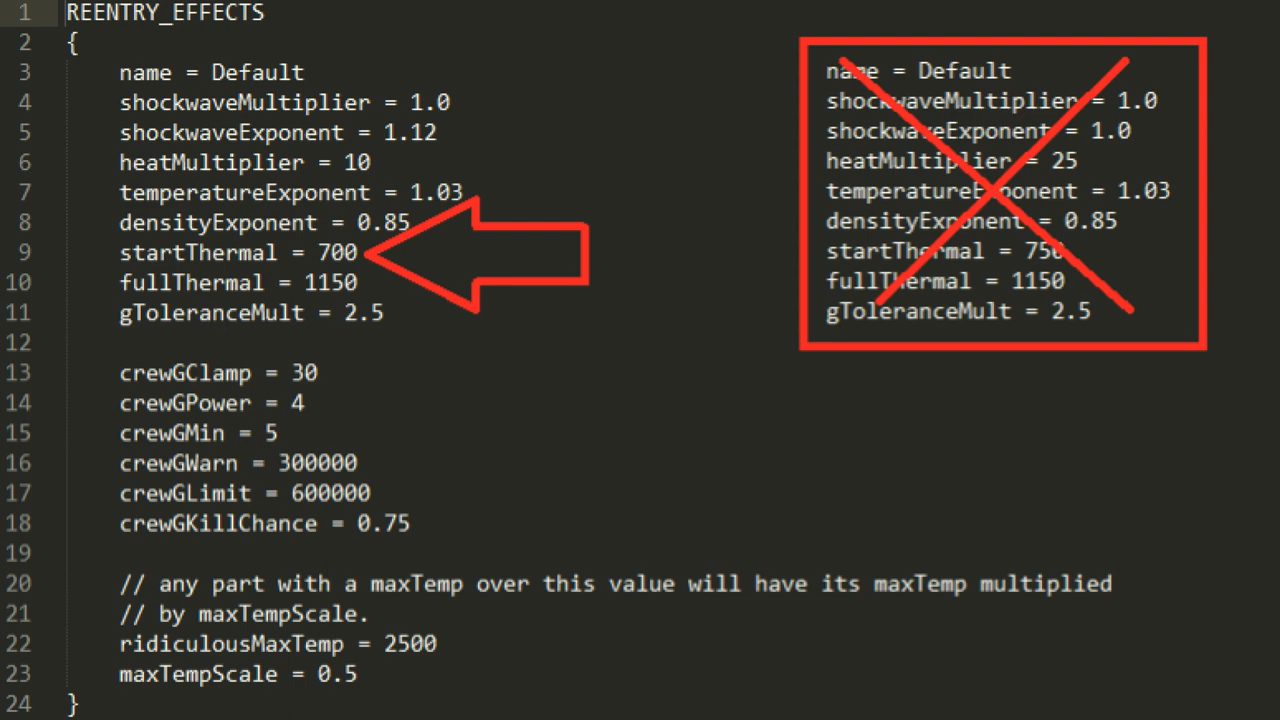 1 REENTRY_EFFECTS
2 {
3 name = Default
4 shockwaveMultiplier = 1.0
5 shockwaveExponent = 1.12
6 heatMultiplier = 10
7 temperatureExponent = 1.03
8 densityExponent = 0.85
9 startThermal = 700
10 fullThermal = 1150
11 gToleranceMult = 2.5
12
13 crewGClamp = 30
14 crewGPower = 4
15 crewGMin = 5
16 crewGWarn = 300000
17 crewGLimit = 600000
18 crewGKillChance = 0.75
19
20 // any part with a maxTemp over this value will have its maxTemp multiplied
21 // by maxTempScale.
22 ridiculousMaxTemp = 2500
23 maxTempScale = 0.5
24 }
name = Default
shockwaveMultiplier = 1.0
shockwaveExponent = 1.0
heatMultiplier = 25
temperatureExponent = 1.03
densityExponent = 0.85
startThermal = 750
fullThermal = 1150
gToleranceMult = 2.5